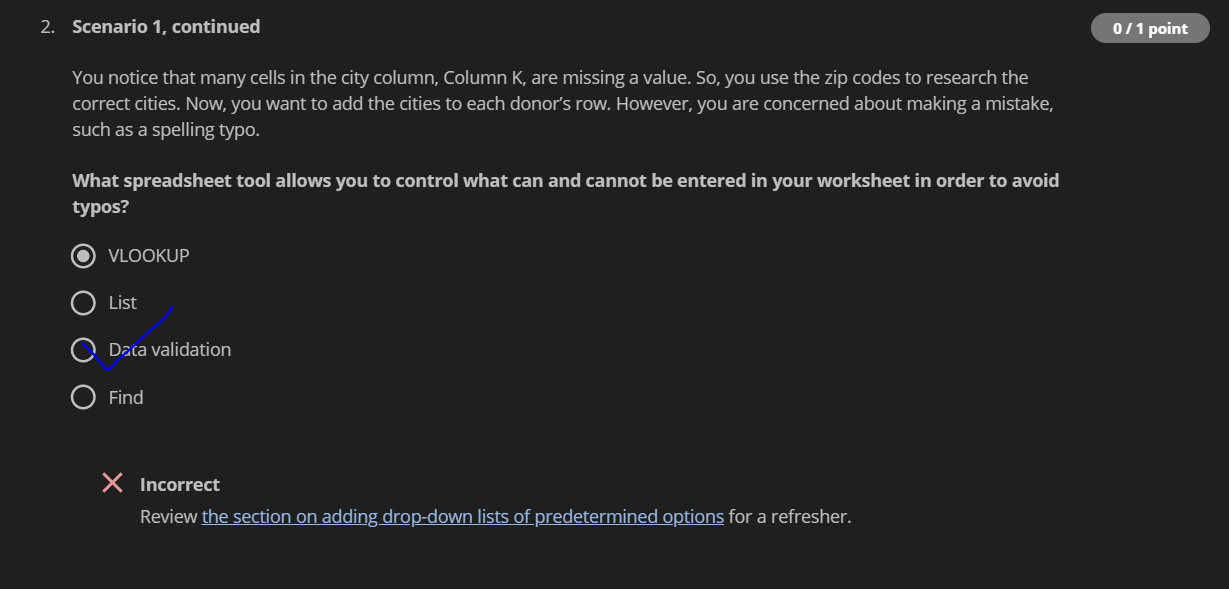 2. Scenario 1, continued
0 / 1 point
You notice that many cells in the city column, Column K, are missing a value. So, you use the zip codes to research the
correct cities. Now, you want to add the cities to each donor’s row. However, you are concerned about making a mistake,
such as a spelling typo.
What spreadsheet tool allows you to control what can and cannot be entered in your worksheet in order to avoid
typos?
VLOOKUP
List
Data validation
Find
Incorrect
Review the section on adding drop-down lists of predetermined options for a refresher.